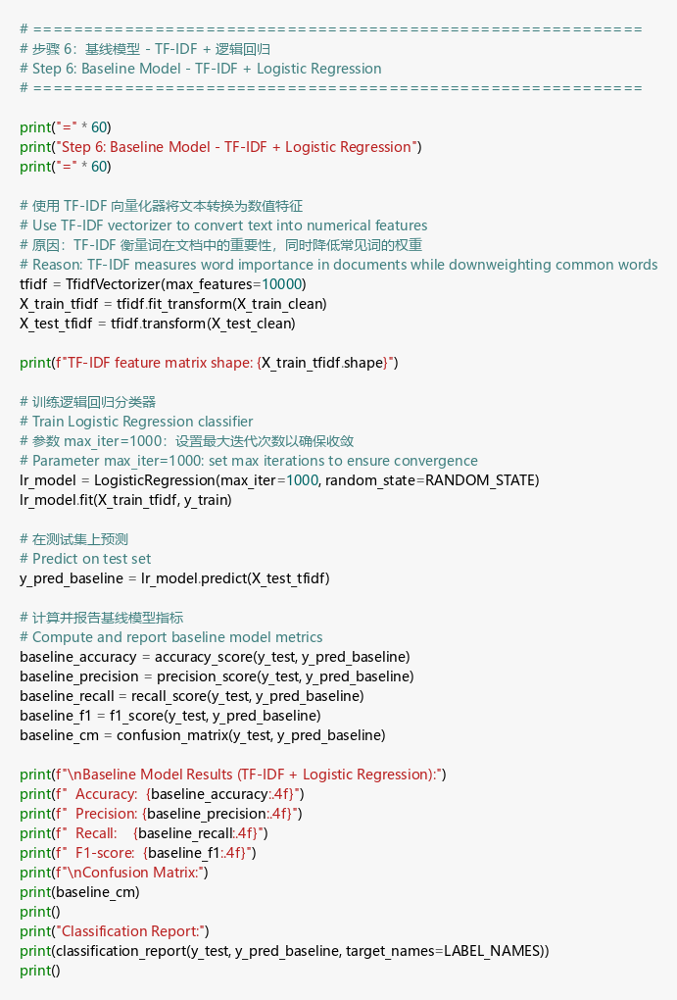 # ============================================================
# 步骤 6：基线模型 - TF-IDF + 逻辑回归
# Step 6: Baseline Model - TF-IDF + Logistic Regression
# ============================================================
print("=" * 60)
print("Step 6: Baseline Model - TF-IDF + Logistic Regression")
print("=" * 60)
# 使用 TF-IDF 向量化器将文本转换为数值特征
# Use TF-IDF vectorizer to convert text into numerical features
# 原因：TF-IDF 衡量词在文档中的重要性，同时降低常见词的权重
# Reason: TF-IDF measures word importance in documents while downweighting common words
tfidf = TfidfVectorizer(max_features=10000)
X_train_tfidf = tfidf.fit_transform(X_train_clean)
X_test_tfidf = tfidf.transform(X_test_clean)
print(f"TF-IDF feature matrix shape: {X_train_tfidf.shape}")
# 训练逻辑回归分类器
# Train Logistic Regression classifier
# 参数 max_iter=1000：设置最大迭代次数以确保收敛
# Parameter max_iter=1000: set max iterations to ensure convergence
lr_model = LogisticRegression(max_iter=1000, random_state=RANDOM_STATE)
lr_model.fit(X_train_tfidf, y_train)
# 在测试集上预测
# Predict on test set
y_pred_baseline = lr_model.predict(X_test_tfidf)
# 计算并报告基线模型指标
# Compute and report baseline model metrics
baseline_accuracy = accuracy_score(y_test, y_pred_baseline)
baseline_precision = precision_score(y_test, y_pred_baseline)
baseline_recall = recall_score(y_test, y_pred_baseline)
baseline_f1 = f1_score(y_test, y_pred_baseline)
baseline_cm = confusion_matrix(y_test, y_pred_baseline)
print(f"\nBaseline Model Results (TF-IDF + Logistic Regression):")
print(f"  Accuracy:  {baseline_accuracy:.4f}")
print(f"  Precision: {baseline_precision:.4f}")
print(f"  Recall:    {baseline_recall:.4f}")
print(f"  F1-score:  {baseline_f1:.4f}")
print(f"\nConfusion Matrix:")
print(baseline_cm)
print()
print("Classification Report:")
print(classification_report(y_test, y_pred_baseline, target_names=LABEL_NAMES))
print()